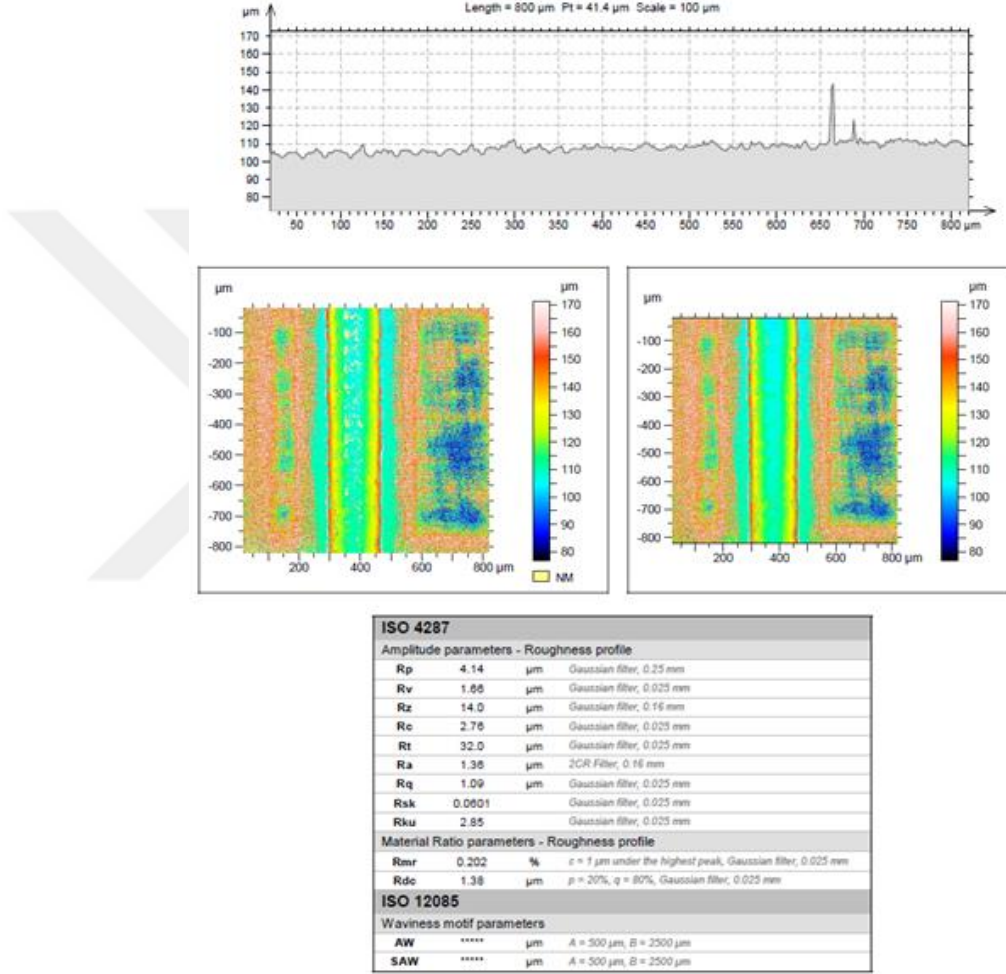 Length = 800 µm Pt = 41.4 µm Scale = 100 µm
µm
170
160
150
140
130
120
110
100
90
80
50 100 150 200 250 300 350 400 450 500 550 600 650 700 750 800 µm
µm
-100
-200
-300
-400
-500
-600
-700
-800
200 400 600 800 µm
µm
170
160
150
140
130
120
110
100
90
80
NM
µm
-100
-200
-300
-400
-500
-600
-700
-800
200 400 600 800 µm
µm
170
160
150
140
130
120
110
100
90
80
ISO 4287
Amplitude parameters - Roughness profile
Rp 4.14 µm Gaussian filter, 0.25 mm
Rv 1.66 µm Gaussian filter, 0.025 mm
Rz 14.0 µm Gaussian filter, 0.16 mm
Rc 2.76 µm Gaussian filter, 0.025 mm
Rt 32.0 µm Gaussian filter, 0.025 mm
Ra 1.36 µm 2CR Filter, 0.16 mm
Rq 1.09 µm Gaussian filter, 0.025 mm
Rsk 0.0601 Gaussian filter, 0.025 mm
Rku 2.85 Gaussian filter, 0.025 mm
Material Ratio parameters - Roughness profile
Rmr 0.202 % c = 1 µm under the highest peak, Gaussian filter, 0.025 mm
Rdc 1.38 µm p = 20%, q = 80%, Gaussian filter, 0.025 mm
ISO 12085
Waviness motif parameters
AW ***** µm A = 500 µm, B = 2500 µm
SAW ***** µm A = 500 µm, B = 2500 µm